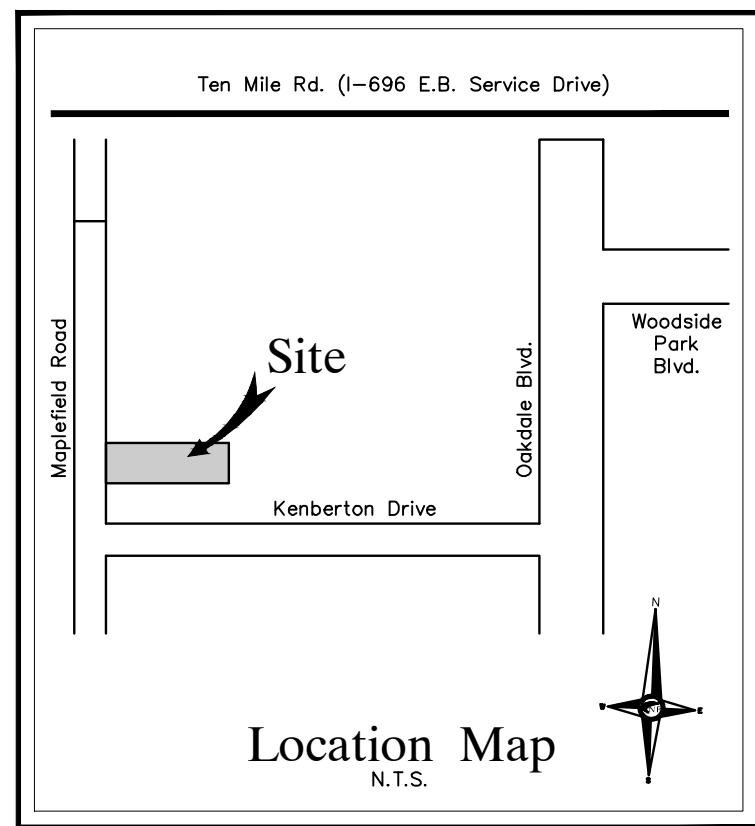 Ten Mile Rd. (I-696 E.B. Service Drive)
Maplefield Road
Site
Oakdale Blvd.
Woodside
Park
Blvd.
Kenberton Drive
N
W
E
S
Location Map
N.T.S.